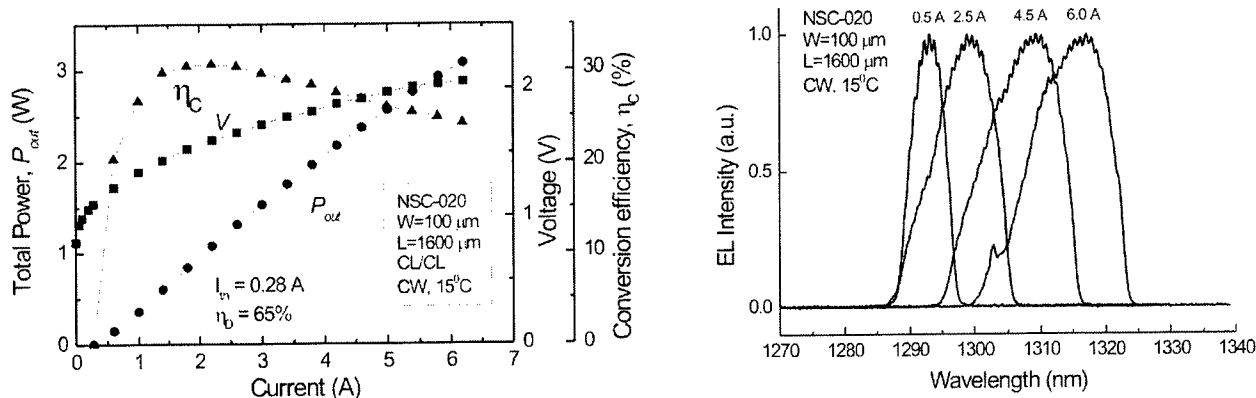 3
2
1
0
Total Power, P_out (W)
0 1 2 3 4 5 6 7
Current (A)
η_C
V
P_out
I_th = 0.28 A
η_D = 65%
NSC-020
W=100 μm
L=1600 μm
CL/CL
CW, 15⁰C
2
1
0
Voltage (V)
30
20
10
0
Conversion efficiency, η_C (%)
NSC-020
W=100 μm
L=1600 μm
CW. 15⁰C
0.5 A 2.5 A 4.5 A 6.0 A
1.0
0.5
0.0
EL Intensity (a.u.)
1270 1280 1290 1300 1310 1320 1330 1340
Wavelength (nm)